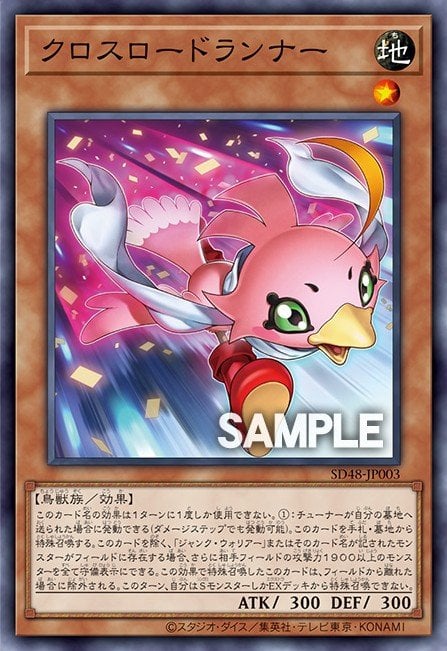 クロスロードランナー
地
SAMPLE
SD48-JP003
【鳥獣族／効果】
このカード名の効果は1ターンに1度しか使用できない。①：チューナーが自分の墓地へ
送られた場合に発動できる(ダメージステップでも発動可能)。このカードを手札・墓地から
特殊召喚する。このカードを除く、「ジャンク・ウォリアー」またはそのカード名が記されたモン
スターがフィールドに存在する場合、さらに相手フィールドの攻撃力1900以上のモンス
ターを全て守備表示にできる。この効果で特殊召喚したこのカードは、フィールドから離れた
場合に除外される。このターン、自分はSモンスターしかEXデッキから特殊召喚できない。
ATK/ 300 DEF/ 300
©スタジオ・ダイス／集英社・テレビ東京・KONAMI